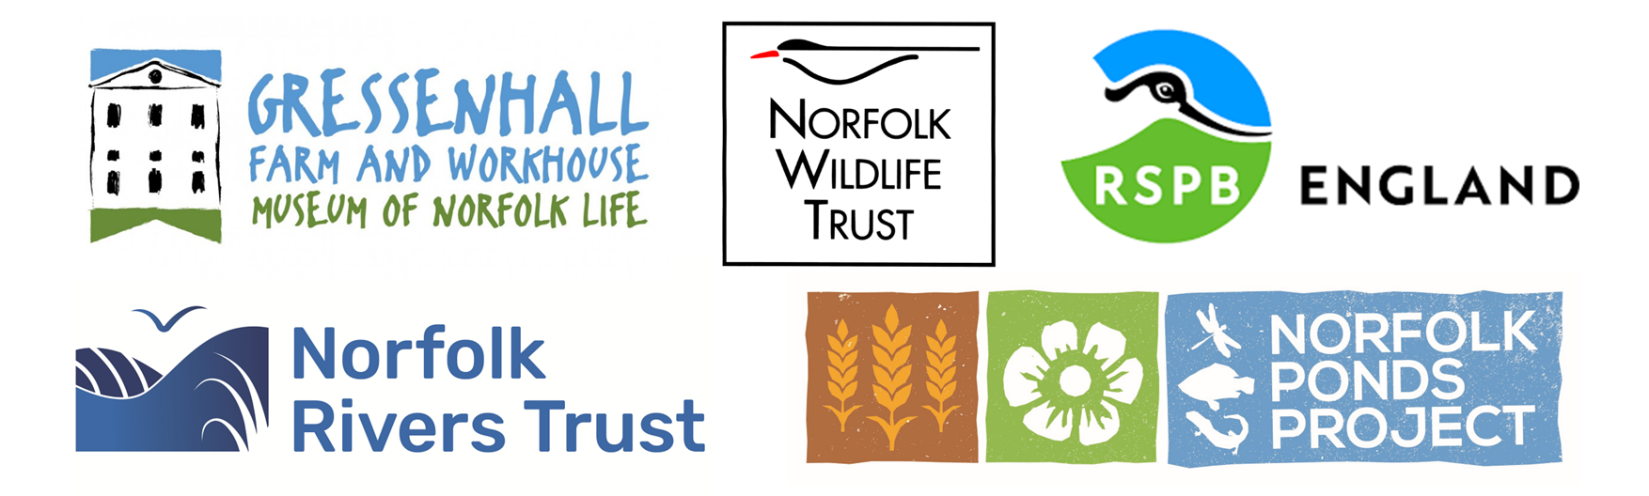 GRESSENHALL
FARM AND WORKHOUSE
MUSEUM OF NORFOLK LIFE
NORFOLK
WILDLIFE
TRUST
RSPB
ENGLAND
Norfolk
Rivers Trust
NORFOLK
PONDS
PROJECT